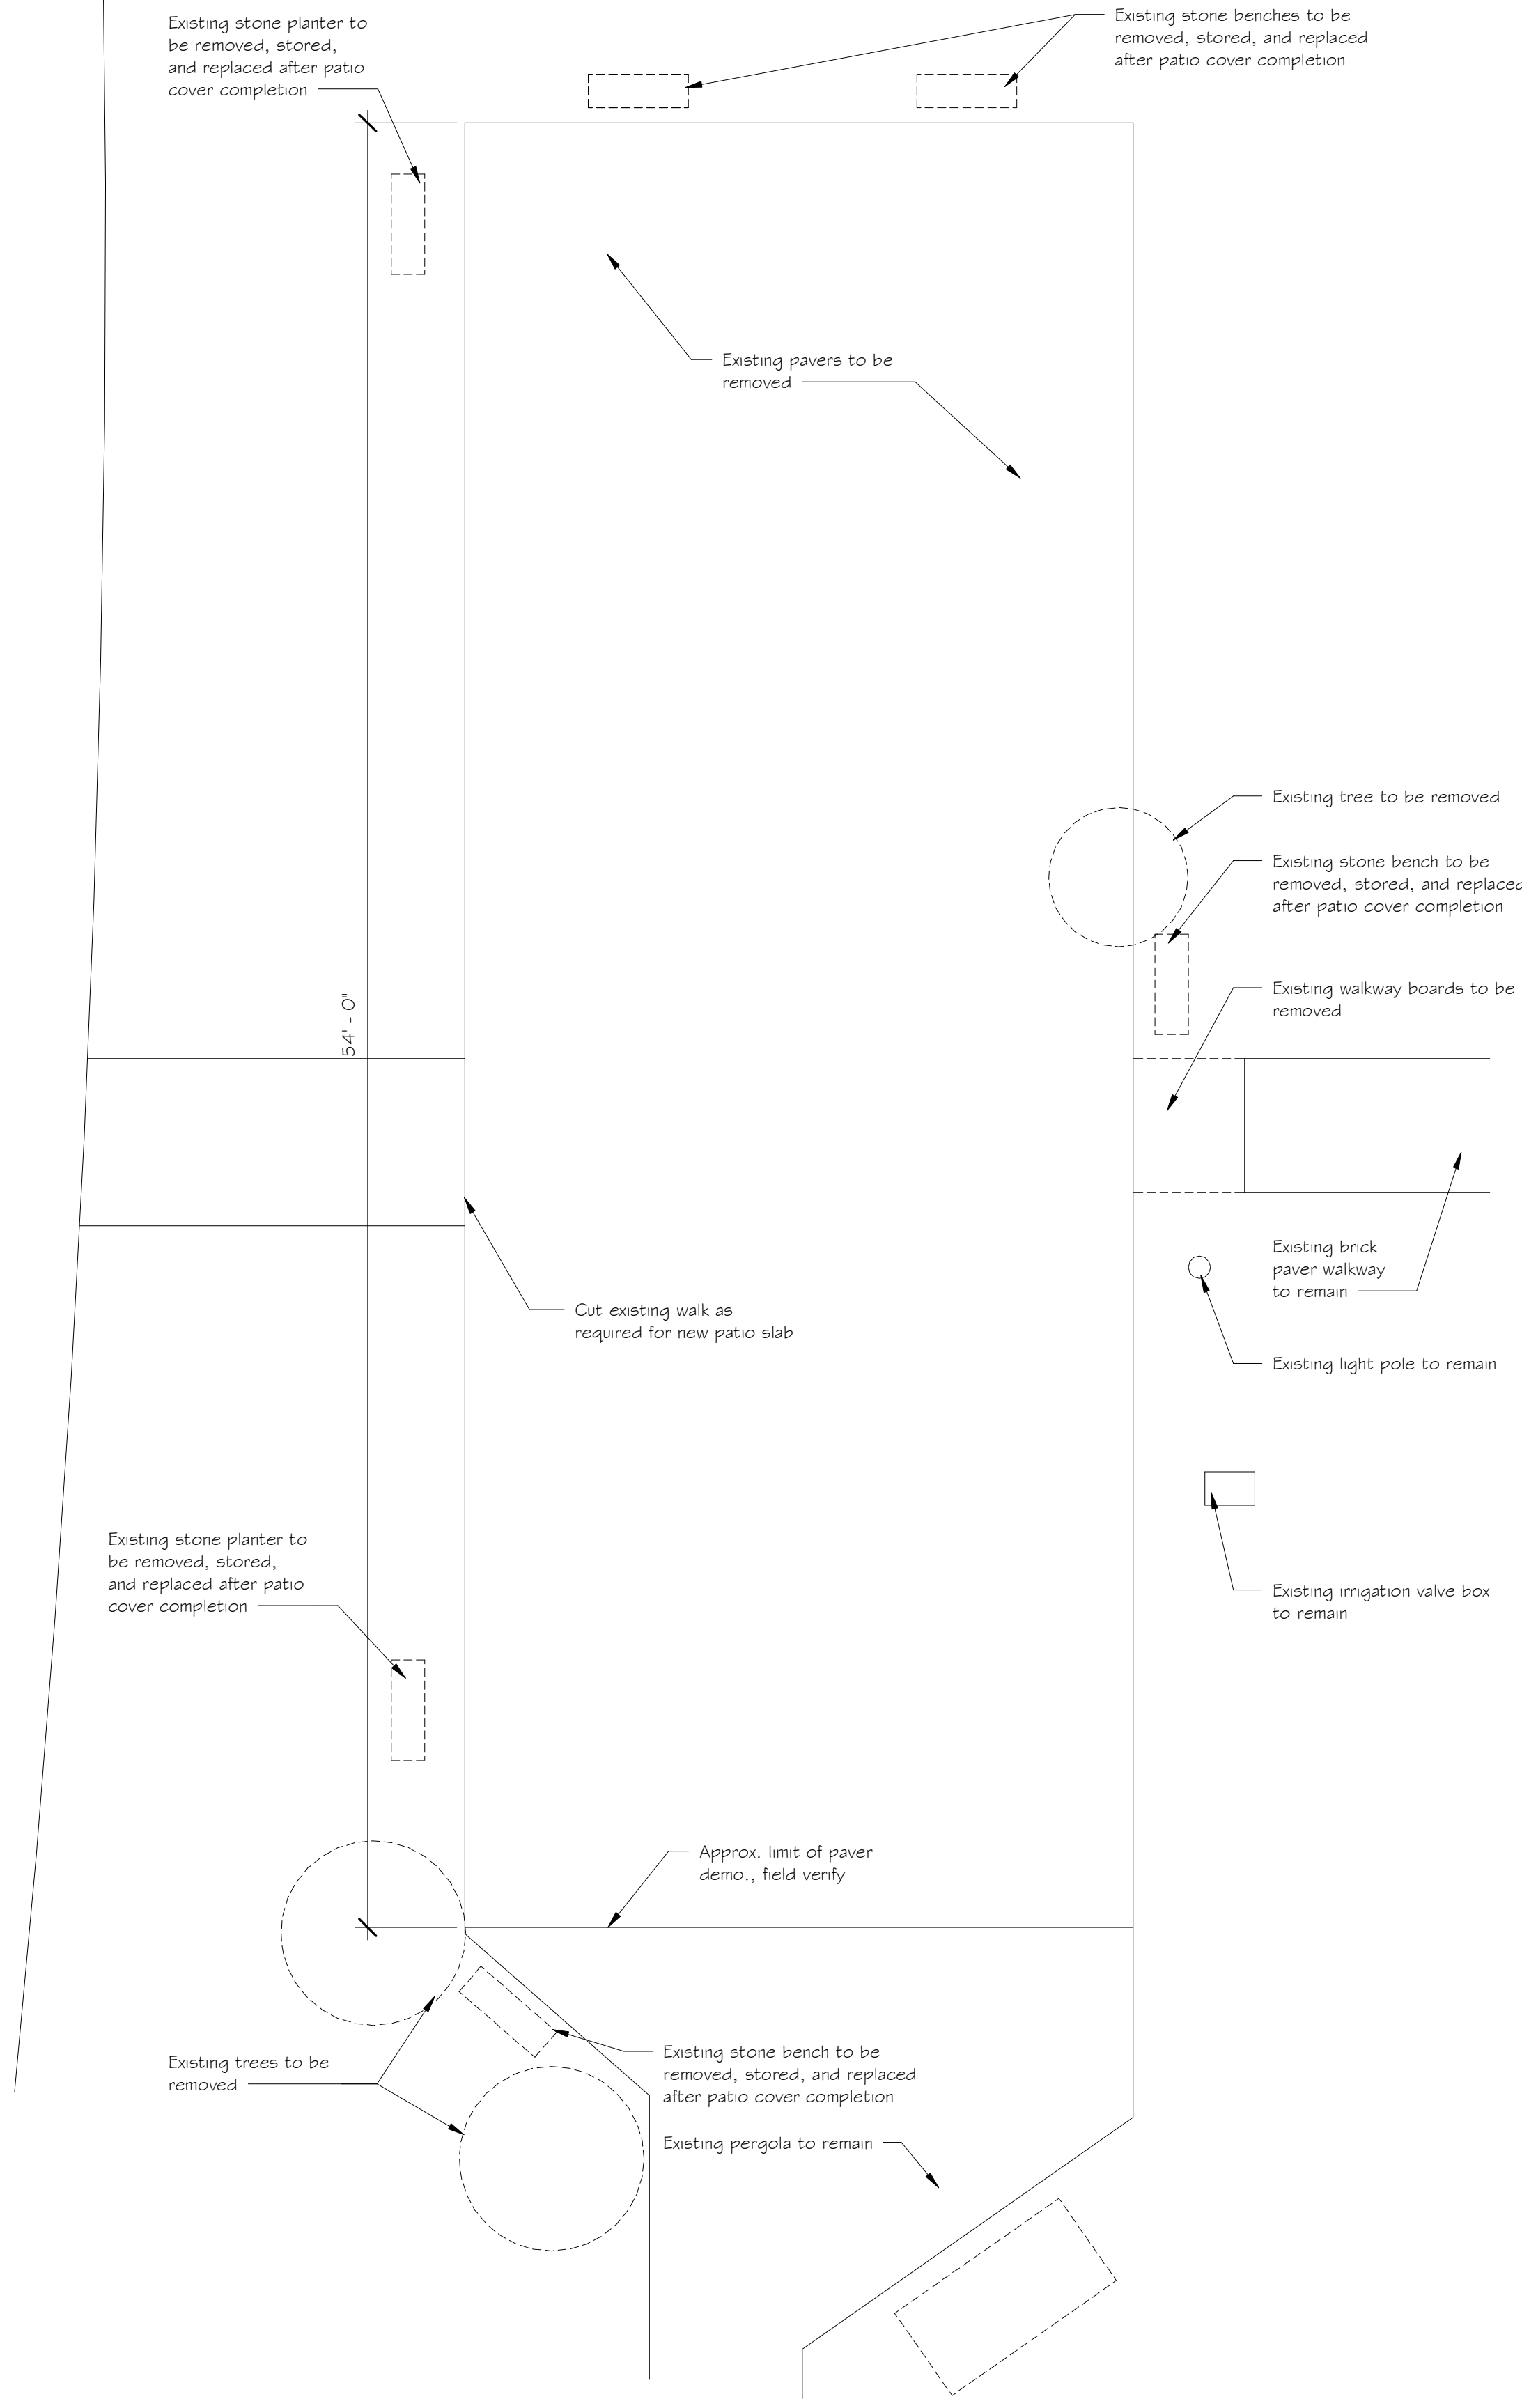 Existing stone planter to
be removed, stored,
and replaced after patio
cover completion
Existing stone benches to be
removed, stored, and replaced
after patio cover completion
Existing pavers to be
removed
Existing tree to be removed
Existing stone bench to be
removed, stored, and replaced
after patio cover completion
Existing walkway boards to be
removed
54' - 0"
Existing brick
paver walkway
to remain
Cut existing walk as
required for new patio slab
Existing light pole to remain
Existing stone planter to
be removed, stored,
and replaced after patio
cover completion
Existing irrigation valve box
to remain
Approx. limit of paver
demo., field verify
Existing trees to be
removed
Existing stone bench to be
removed, stored, and replaced
after patio cover completion
Existing pergola to remain